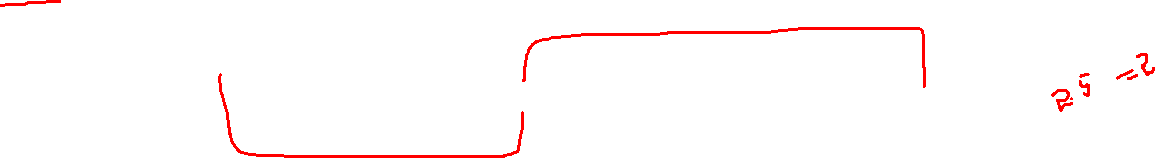 2⁵ = 2